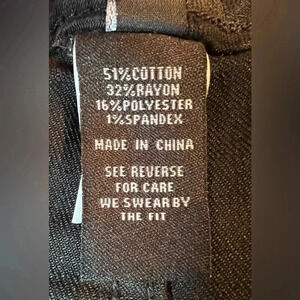 51%COTTON
32%RAYON
16%POLYESTER
1%SPANDEX
MADE IN CHINA
SEE REVERSE
FOR CARE
WE SWEAR BY
THE FIT